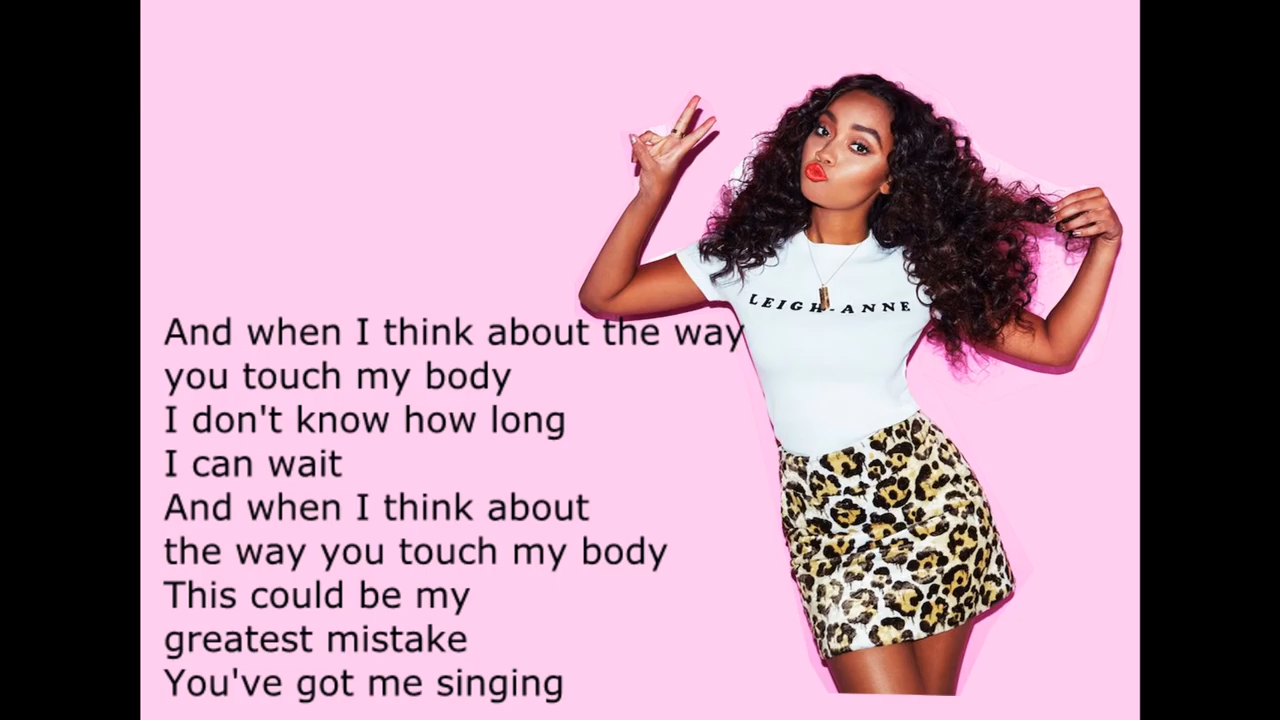 LEIGH-ANNE
And when I think about the way
you touch my body
I don't know how long
I can wait
And when I think about
the way you touch my body
This could be my
greatest mistake
You've got me singing